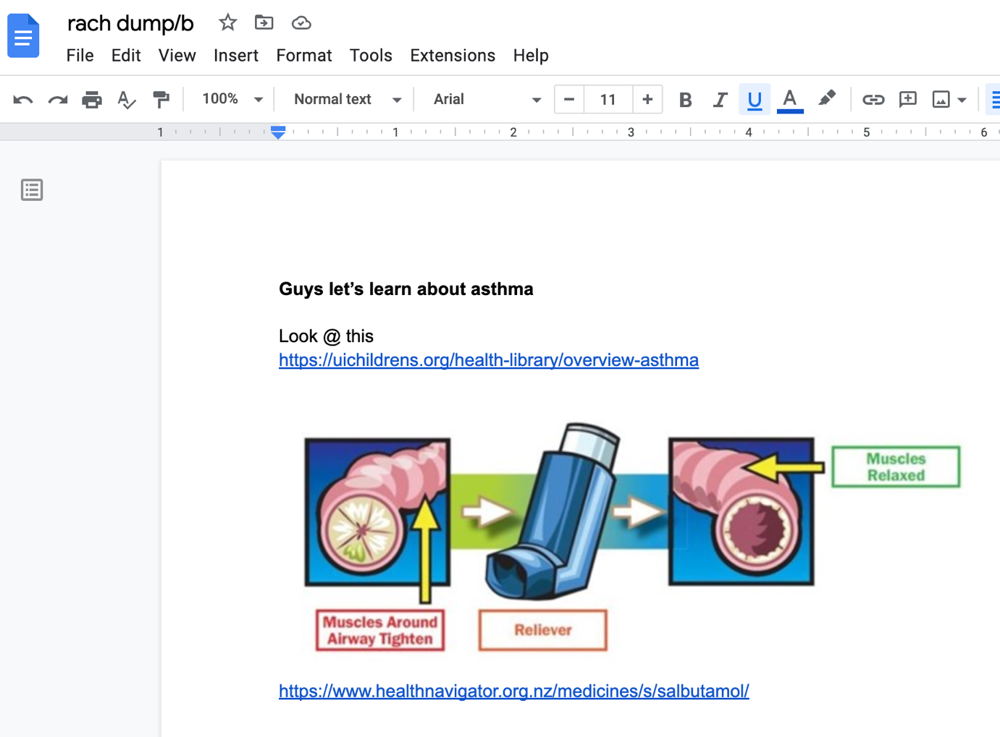 rach dump/b
File Edit View Insert Format Tools Extensions Help
100% Normal text Arial − 11 + B I U A
1 1 2 3 4 5 6
Guys let’s learn about asthma
Look @ this
https://uichildrens.org/health-library/overview-asthma
Muscles
Relaxed
Muscles Around
Airway Tighten
Reliever
https://www.healthnavigator.org.nz/medicines/s/salbutamol/